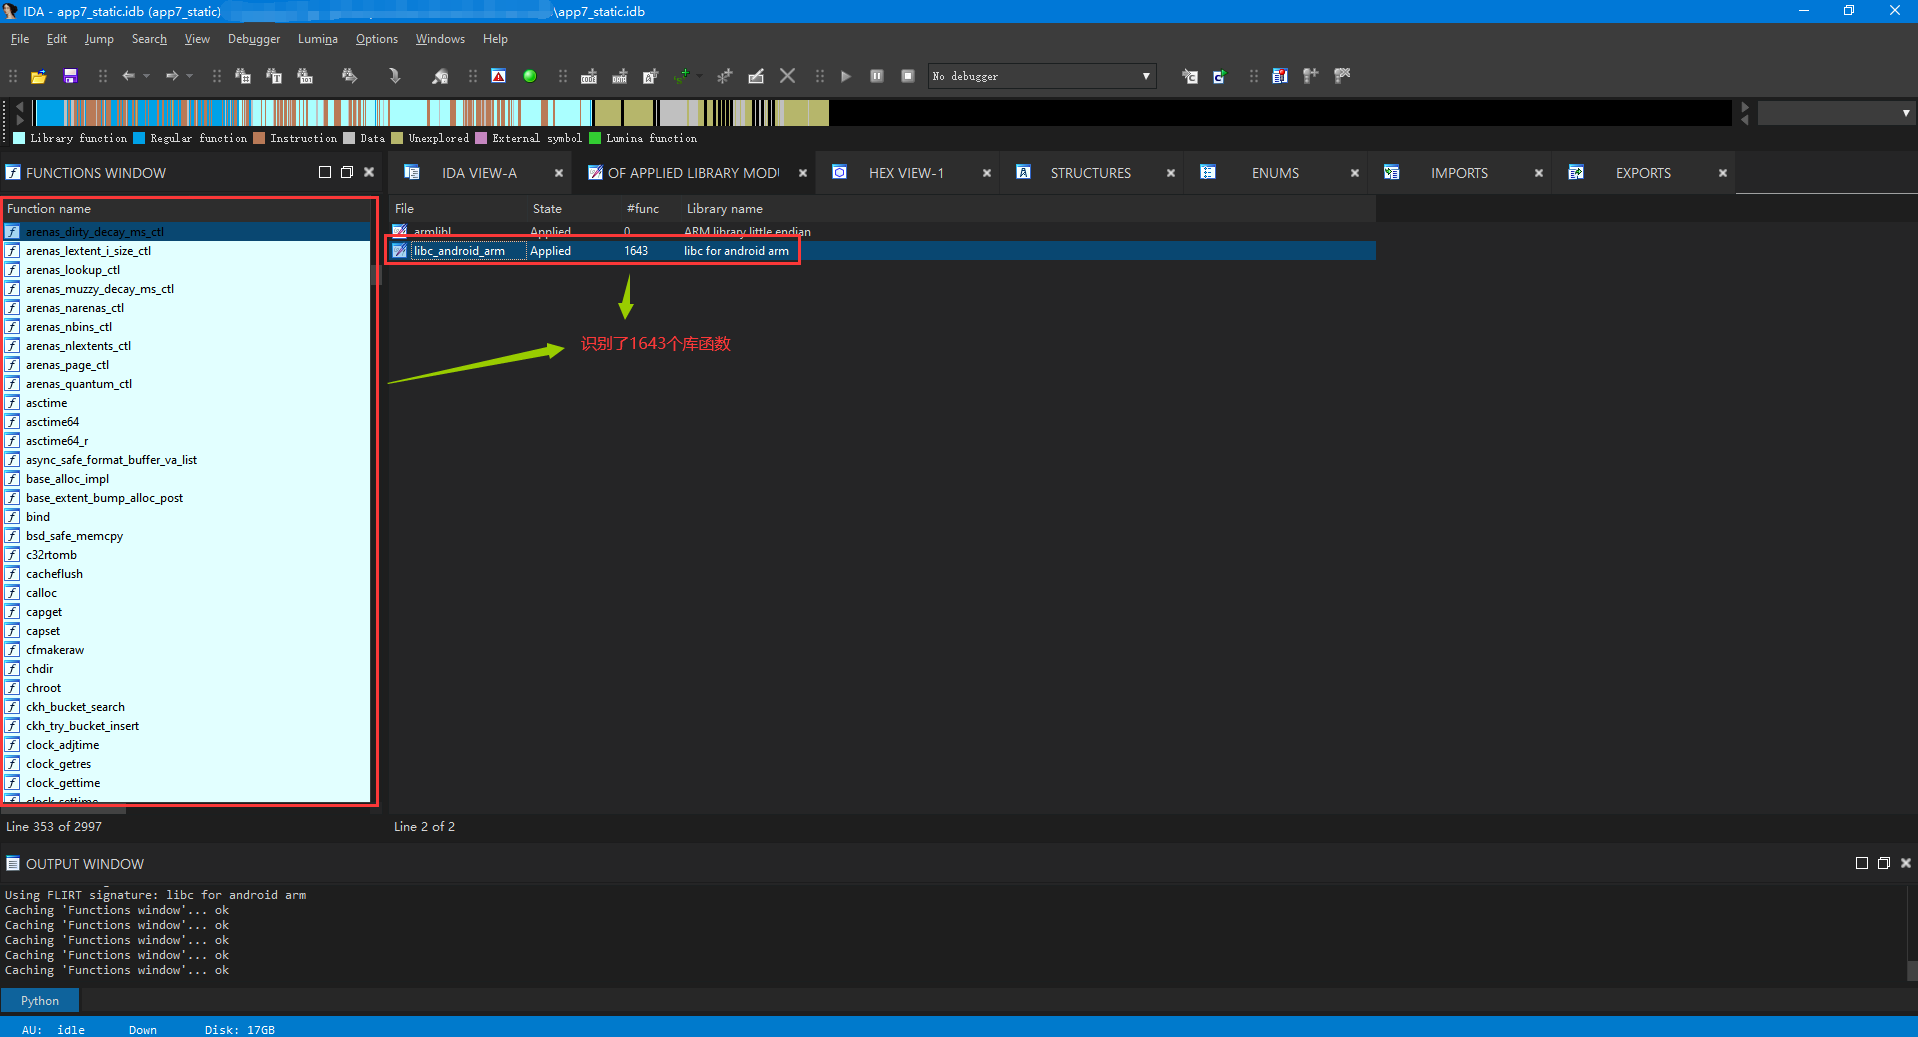 IDA - app7_static.idb (app7_static) \app7_static.idb
File Edit Jump Search View Debugger Lumina Options Windows Help
No debugger
Library function Regular function Instruction Data Unexplored External symbol Lumina function
FUNCTIONS WINDOW
IDA VIEW-A OF APPLIED LIBRARY MODU HEX VIEW-1 STRUCTURES ENUMS IMPORTS EXPORTS
Function name
arenas_dirty_decay_ms_ctl
arenas_lextent_i_size_ctl
arenas_lookup_ctl
arenas_muzzy_decay_ms_ctl
arenas_narenas_ctl
arenas_nbins_ctl
arenas_nlextents_ctl
arenas_page_ctl
arenas_quantum_ctl
asctime
asctime64
asctime64_r
async_safe_format_buffer_va_list
base_alloc_impl
base_extent_bump_alloc_post
bind
bsd_safe_memcpy
c32rtomb
cacheflush
calloc
capget
capset
cfmakeraw
chdir
chroot
ckh_bucket_search
ckh_try_bucket_insert
clock_adjtime
clock_getres
clock_gettime
clock_settime
Line 353 of 2997
File State #func Library name
armlibl Applied 0 ARM library little endian
libc_android_arm Applied 1643 libc for android arm
识别了1643个库函数
Line 2 of 2
OUTPUT WINDOW
Using FLIRT signature: libc for android arm
Caching 'Functions window'... ok
Caching 'Functions window'... ok
Caching 'Functions window'... ok
Caching 'Functions window'... ok
Caching 'Functions window'... ok
Python
AU: idle Down Disk: 17GB